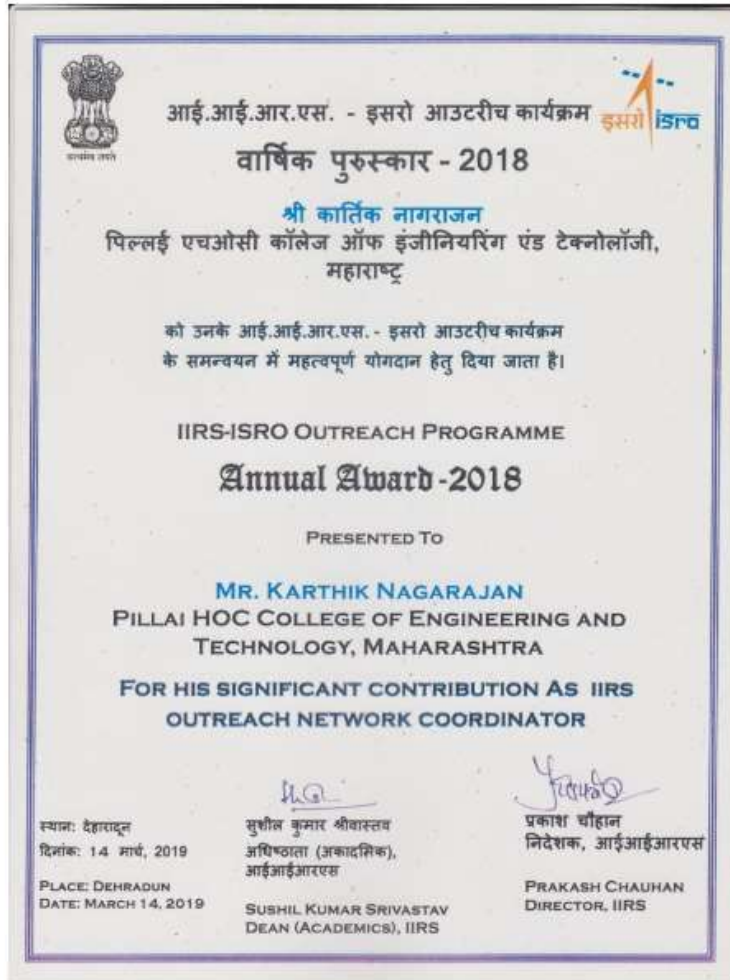 सत्यमेव जयते
आई.आई.आर.एस. - इसरो आउटरीच कार्यक्रम
इसरो isro
वार्षिक पुरुस्कार - 2018
श्री कार्तिक नागराजन
पिल्लई एचओसी कॉलेज ऑफ इंजीनियरिंग एंड टेक्नोलॉजी,
महाराष्ट्र
को उनके आई.आई.आर.एस. - इसरो आउटरीच कार्यक्रम
के समन्वयन में महत्वपूर्ण योगदान हेतु दिया जाता है।
IIRS-ISRO OUTREACH PROGRAMME
Annual Award-2018
PRESENTED TO
MR. KARTHIK NAGARAJAN
PILLAI HOC COLLEGE OF ENGINEERING AND
TECHNOLOGY, MAHARASHTRA
FOR HIS SIGNIFICANT CONTRIBUTION AS IIRS
OUTREACH NETWORK COORDINATOR
स्थान: देहारादून
दिनांक: 14 मार्च, 2019
PLACE: DEHRADUN
DATE: MARCH 14, 2019
सुशील कुमार श्रीवास्तव
अधिष्ठाता (अकादमिक),
आईआईआरएस
SUSHIL KUMAR SRIVASTAV
DEAN (ACADEMICS), IIRS
प्रकाश चौहान
निदेशक, आईआईआरएस
PRAKASH CHAUHAN
DIRECTOR, IIRS